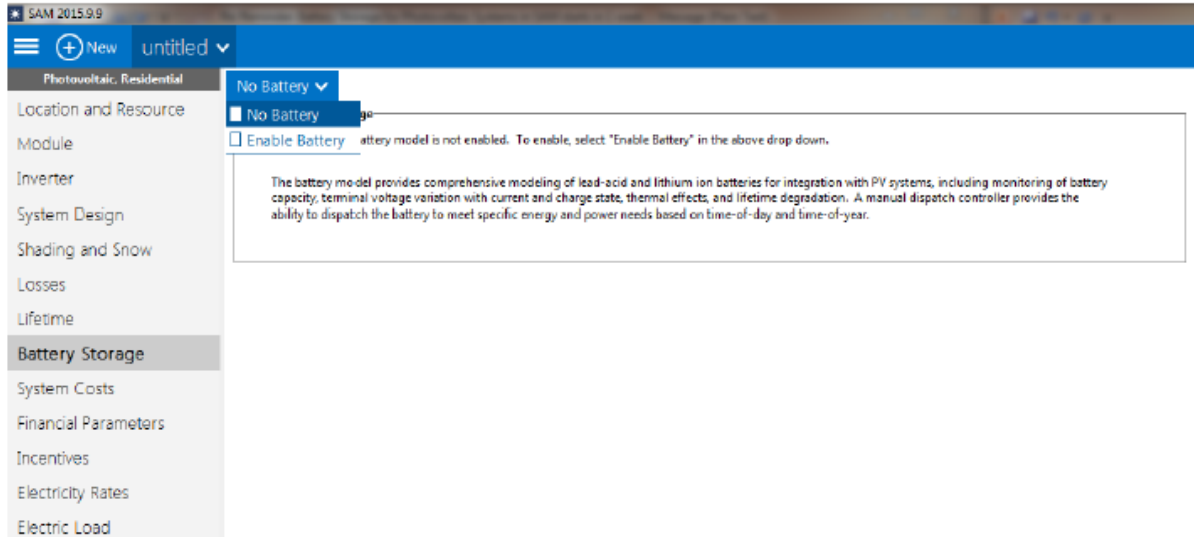 SAM 2015.9.9
New untitled
Photovoltaic, Residential
Location and Resource
Module
Inverter
System Design
Shading and Snow
Losses
Lifetime
Battery Storage
System Costs
Financial Parameters
Incentives
Electricity Rates
Electric Load
No Battery
No Battery
Enable Battery
ge
attery model is not enabled. To enable, select "Enable Battery" in the above drop down.
The battery model provides comprehensive modeling of lead-acid and lithium ion batteries for integration with PV systems, including monitoring of battery
capacity, terminal voltage variation with current and charge state, thermal effects, and lifetime degradation. A manual dispatch controller provides the
ability to dispatch the battery to meet specific energy and power needs based on time-of-day and time-of-year.